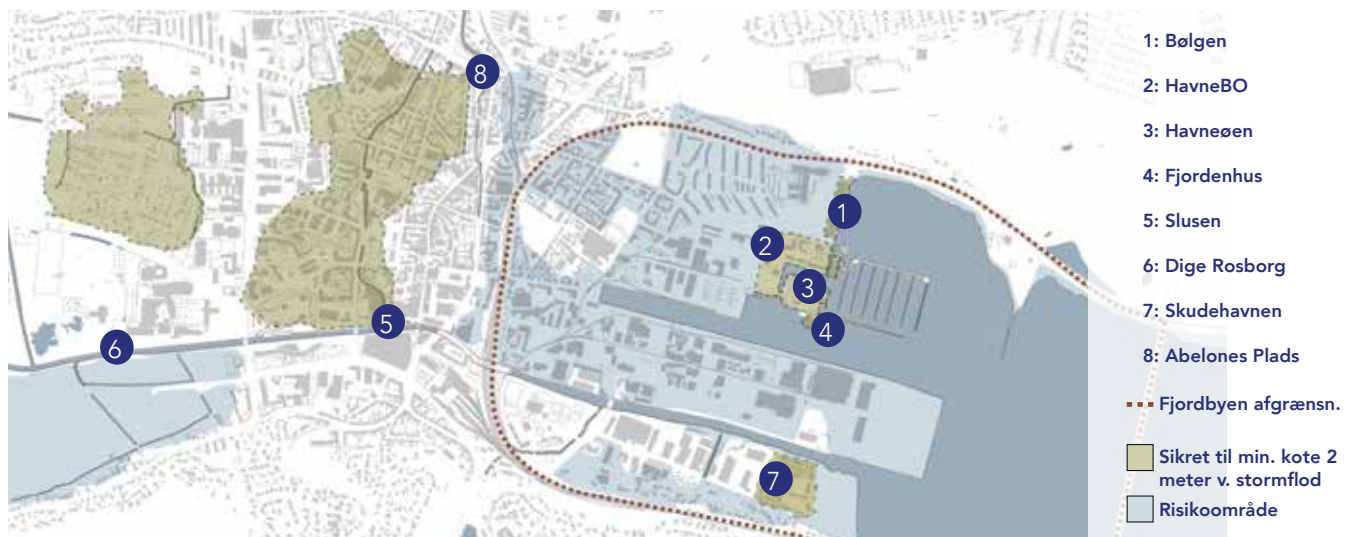 8
1
2
3
4
5
6
7
1: Bølgen
2: HavneBO
3: Havneøen
4: Fjordenhus
5: Slusen
6: Dige Rosborg
7: Skudehavnen
8: Abelones Plads
Fjordbyen afgrænsn.
Sikret til min. kote 2
meter v. stormflod
Risikoområde